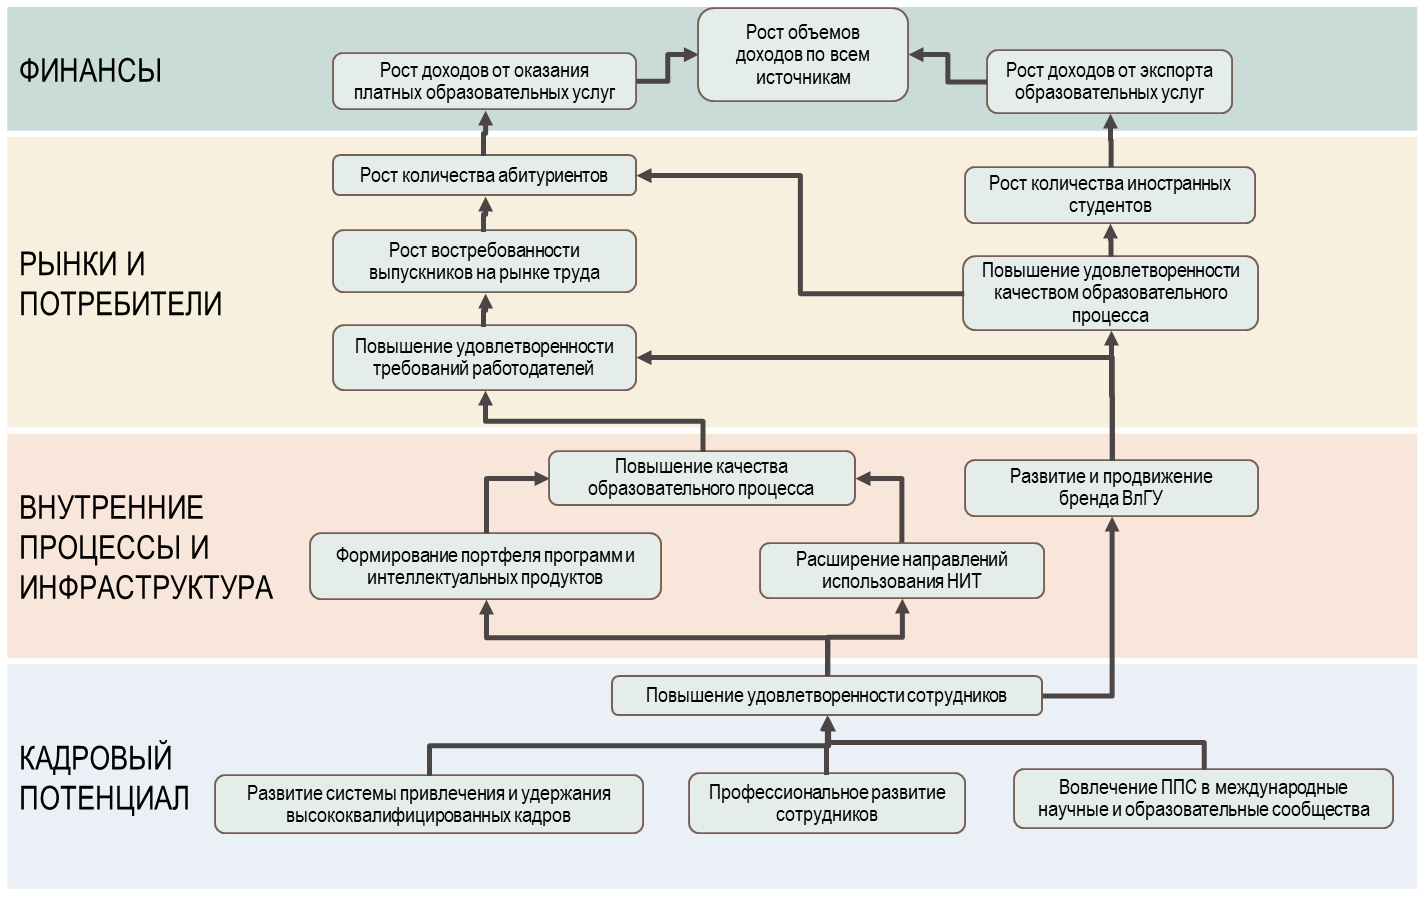 ФИНАНСЫ
Рост объемов
доходов по всем
источникам
Рост доходов от оказания
платных образовательных услуг
Рост доходов от экспорта
образовательных услуг
РЫНКИ И
ПОТРЕБИТЕЛИ
Рост количества абитуриентов
Рост количества иностранных
студентов
Рост востребованности
выпускников на рынке труда
Повышение удовлетворенности
качеством образовательного
процесса
Повышение удовлетворенности
требований работодателей
ВНУТРЕННИЕ
ПРОЦЕССЫ И
ИНФРАСТРУКТУРА
Повышение качества
образовательного процесса
Развитие и продвижение
бренда ВлГУ
Формирование портфеля программ и
интеллектуальных продуктов
Расширение направлений
использования НИТ
КАДРОВЫЙ
ПОТЕНЦИАЛ
Повышение удовлетворенности сотрудников
Развитие системы привлечения и удержания
высококвалифицированных кадров
Профессиональное развитие
сотрудников
Вовлечение ППС в международные
научные и образовательные сообщества